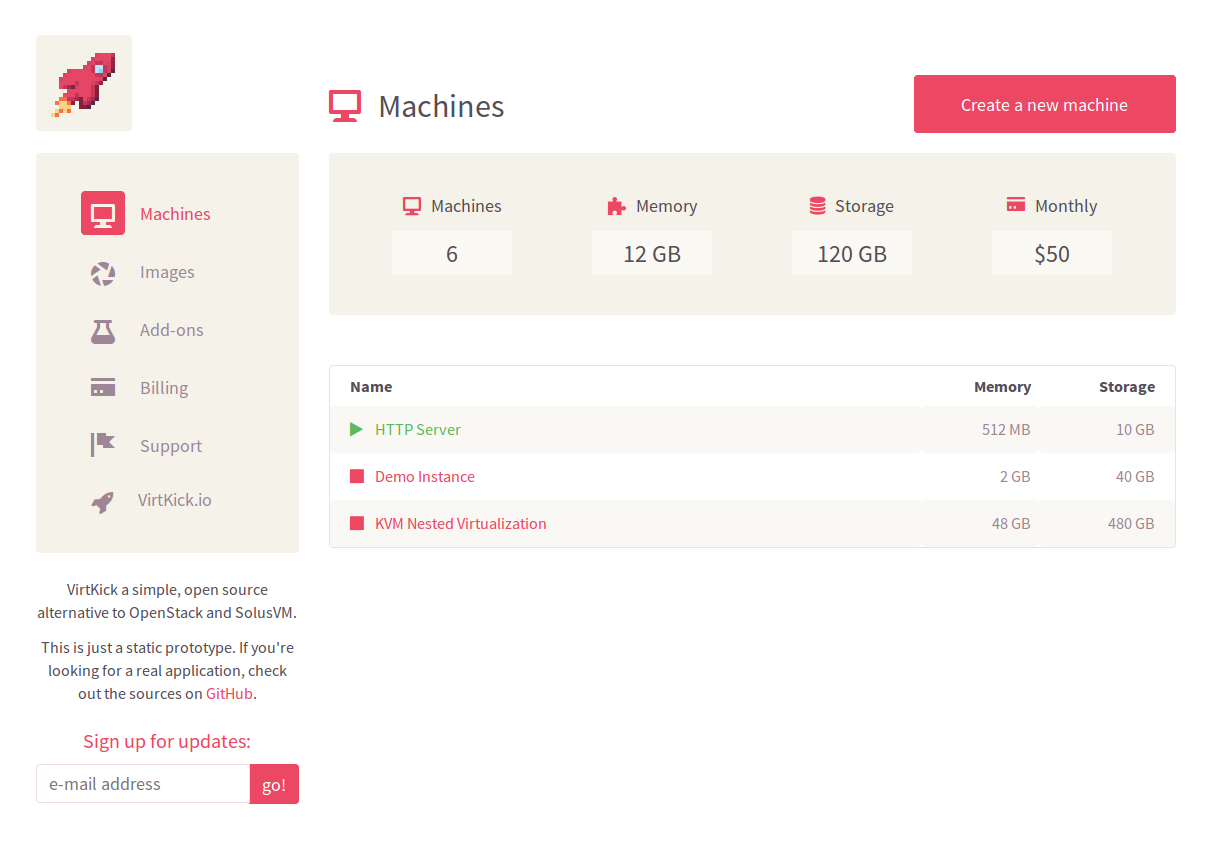 Machines
Create a new machine
Machines
Images
Add-ons
Billing
Support
VirtKick.io
Machines Memory Storage Monthly
6 12 GB 120 GB $50
Name Memory Storage
HTTP Server 512 MB 10 GB
Demo Instance 2 GB 40 GB
KVM Nested Virtualization 48 GB 480 GB
VirtKick a simple, open source
alternative to OpenStack and SolusVM.
This is just a static prototype. If you're
looking for a real application, check
out the sources on GitHub.
Sign up for updates:
e-mail address go!